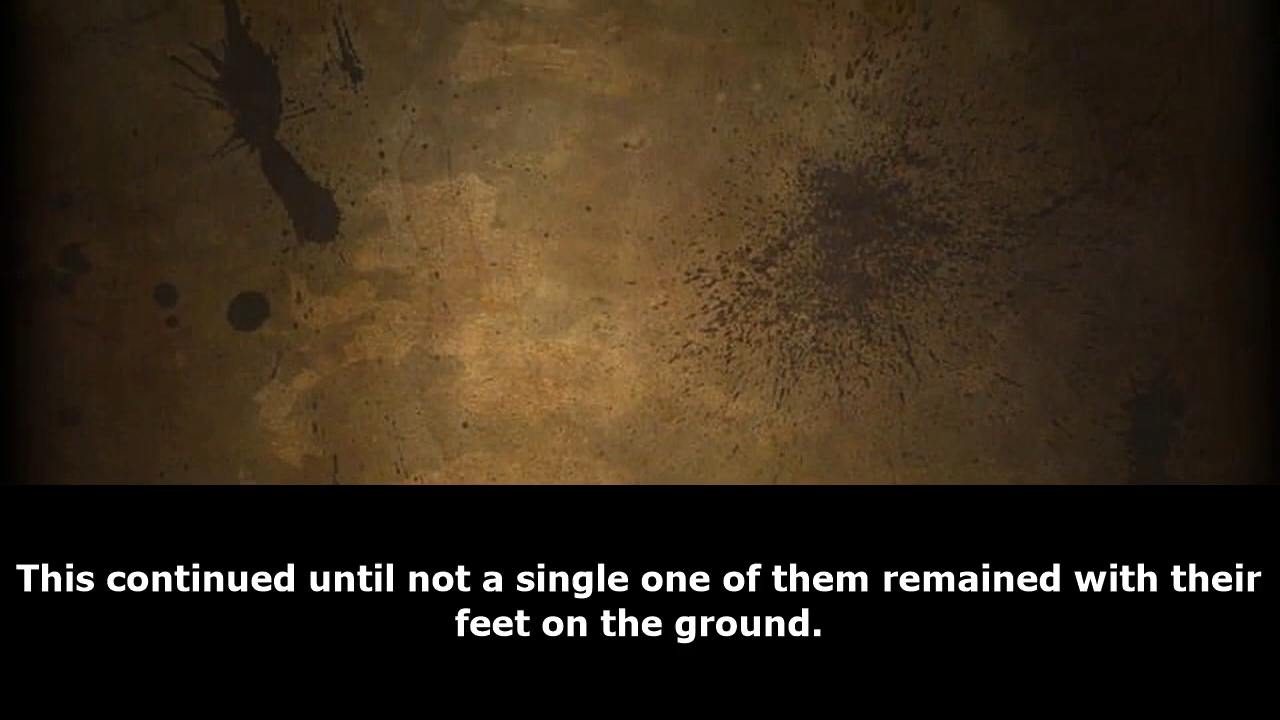 This continued until not a single one of them remained with their
feet on the ground.